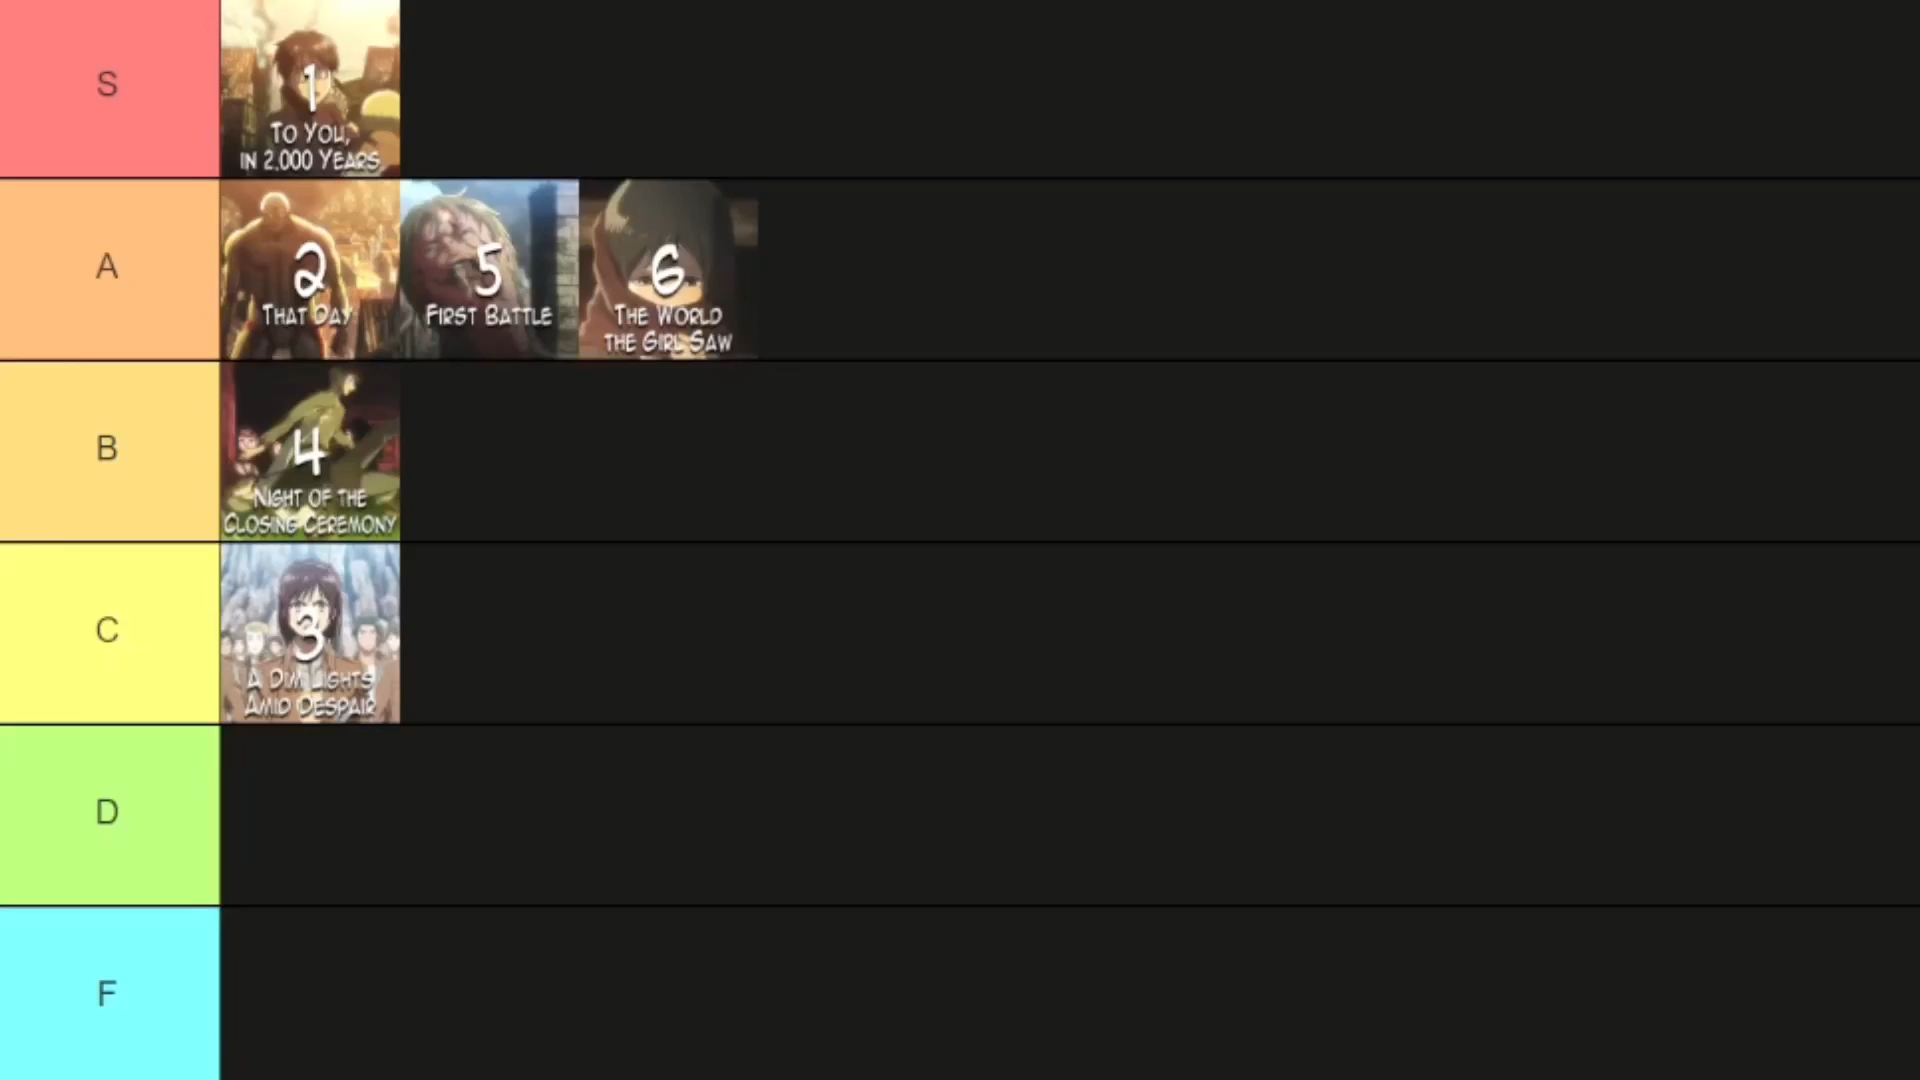 S
1
To You,
in 2,000 Years
A
2
That Day
5
First Battle
6
The World
the Girl Saw
B
4
Night of the
Closing Ceremony
C
3
A Dim Lights
Amid Despair
D
F